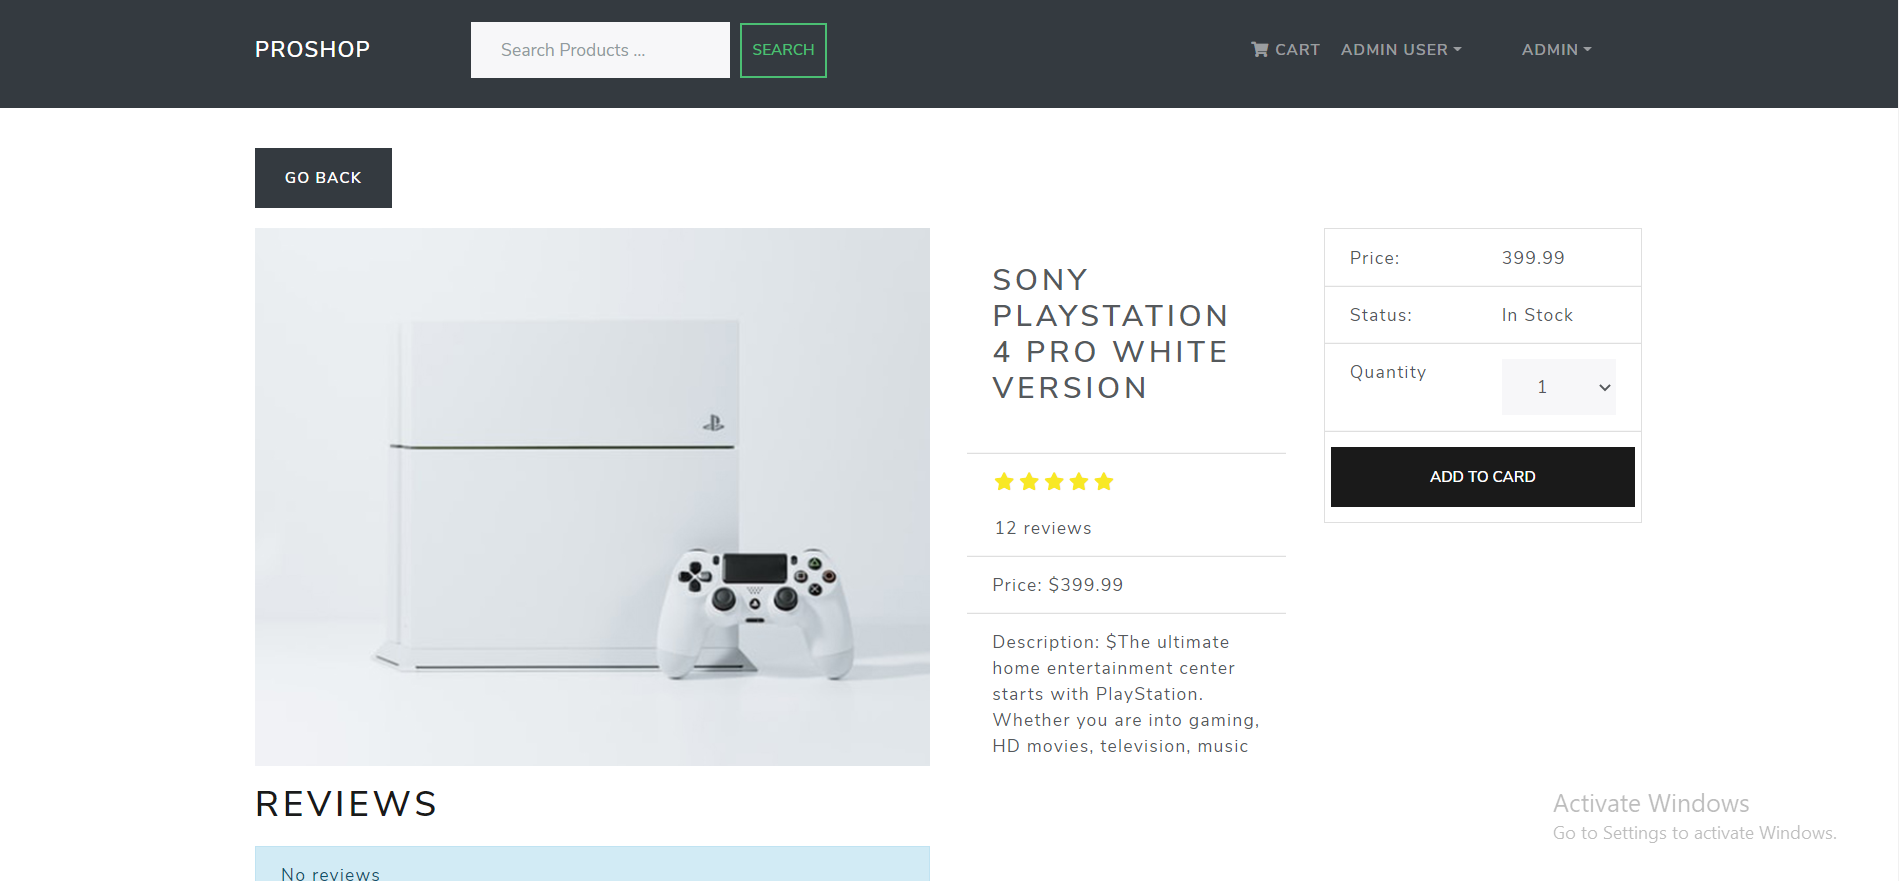 PROSHOP
Search Products ...
SEARCH
CART
ADMIN USER
ADMIN
GO BACK
SONY
PLAYSTATION
4 PRO WHITE
VERSION
12 reviews
Price: $399.99
Description: $The ultimate
home entertainment center
starts with PlayStation.
Whether you are into gaming,
HD movies, television, music
Price: 399.99
Status: In Stock
Quantity 1
ADD TO CARD
REVIEWS
No reviews
Activate Windows
Go to Settings to activate Windows.